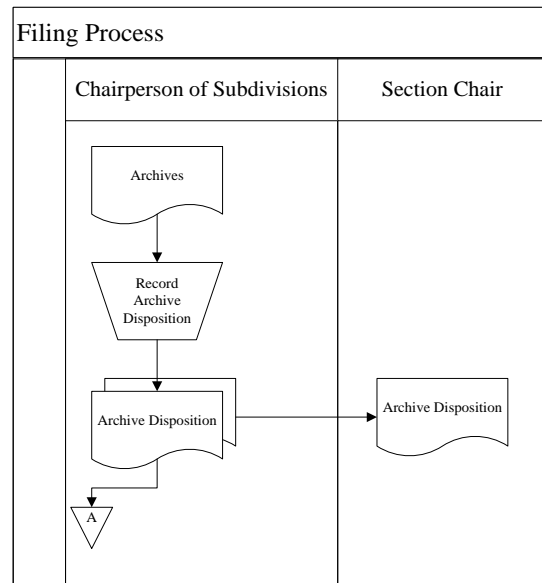 Filing Process
Chairperson of Subdivisions
Section Chair
Archives
Record
Archive
Disposition
Archive Disposition
Archive Disposition
A